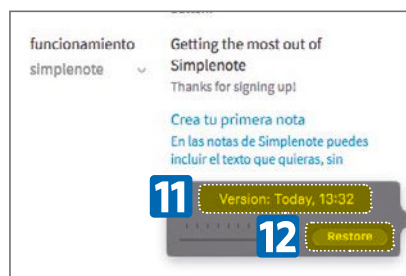 funcionamiento
simplenote
Getting the most out of
Simplenote
Thanks for signing up!
Crea tu primera nota
En las notas de Simplenote puedes
incluir el texto que quieras, sin
11 Version: Today, 13:32
12 Restore